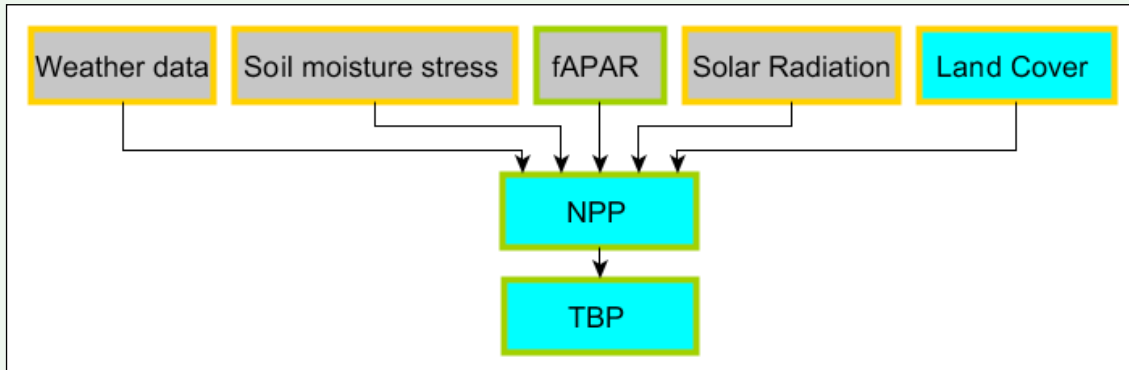 Weather data
Soil moisture stress
fAPAR
Solar Radiation
Land Cover
NPP
TBP